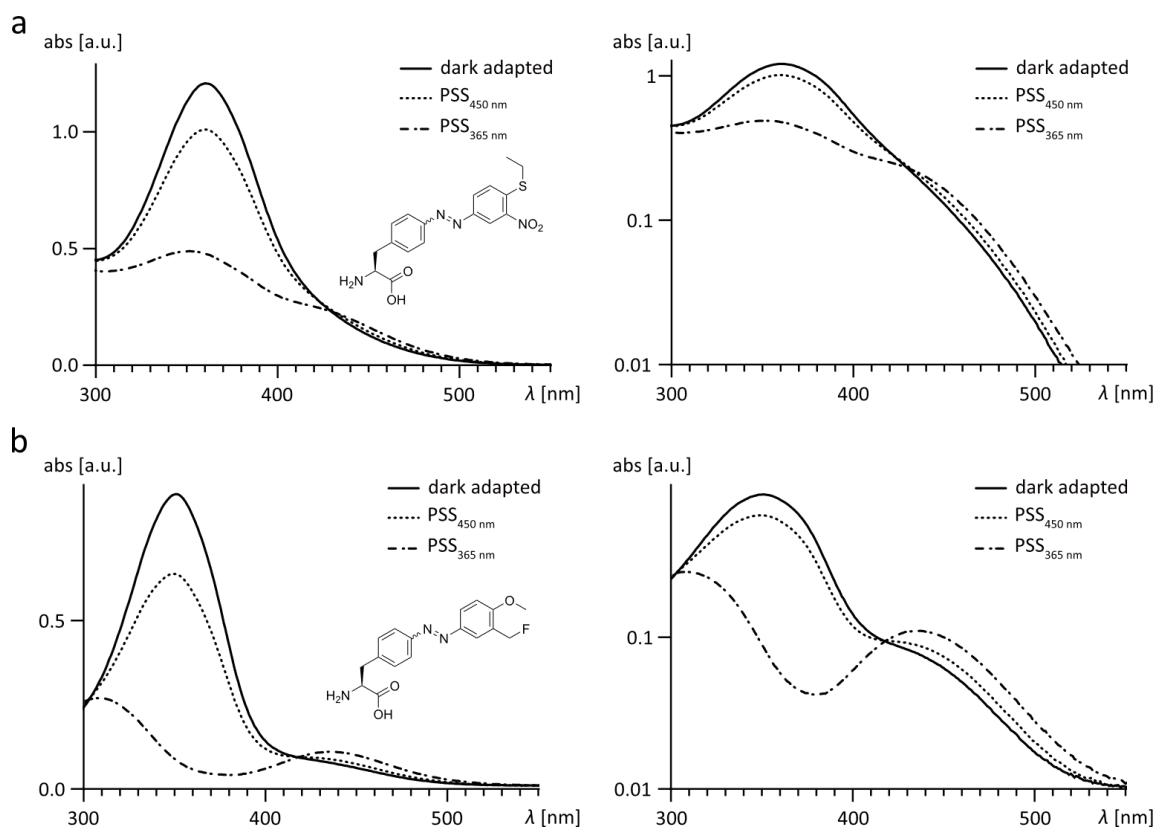 a
abs [a.u.]
dark adapted
PSS450 nm
PSS365 nm
1.0
0.5
0.0
300
400
500
λ [nm]
N
N
S
NO2
H2N
O
OH
abs [a.u.]
dark adapted
PSS450 nm
PSS365 nm
1
0.1
0.01
300
400
500
λ [nm]
b
abs [a.u.]
dark adapted
PSS450 nm
PSS365 nm
0.5
0.0
300
400
500
λ [nm]
N
N
O
F
H2N
O
OH
abs [a.u.]
dark adapted
PSS450 nm
PSS365 nm
0.1
0.01
300
400
500
λ [nm]